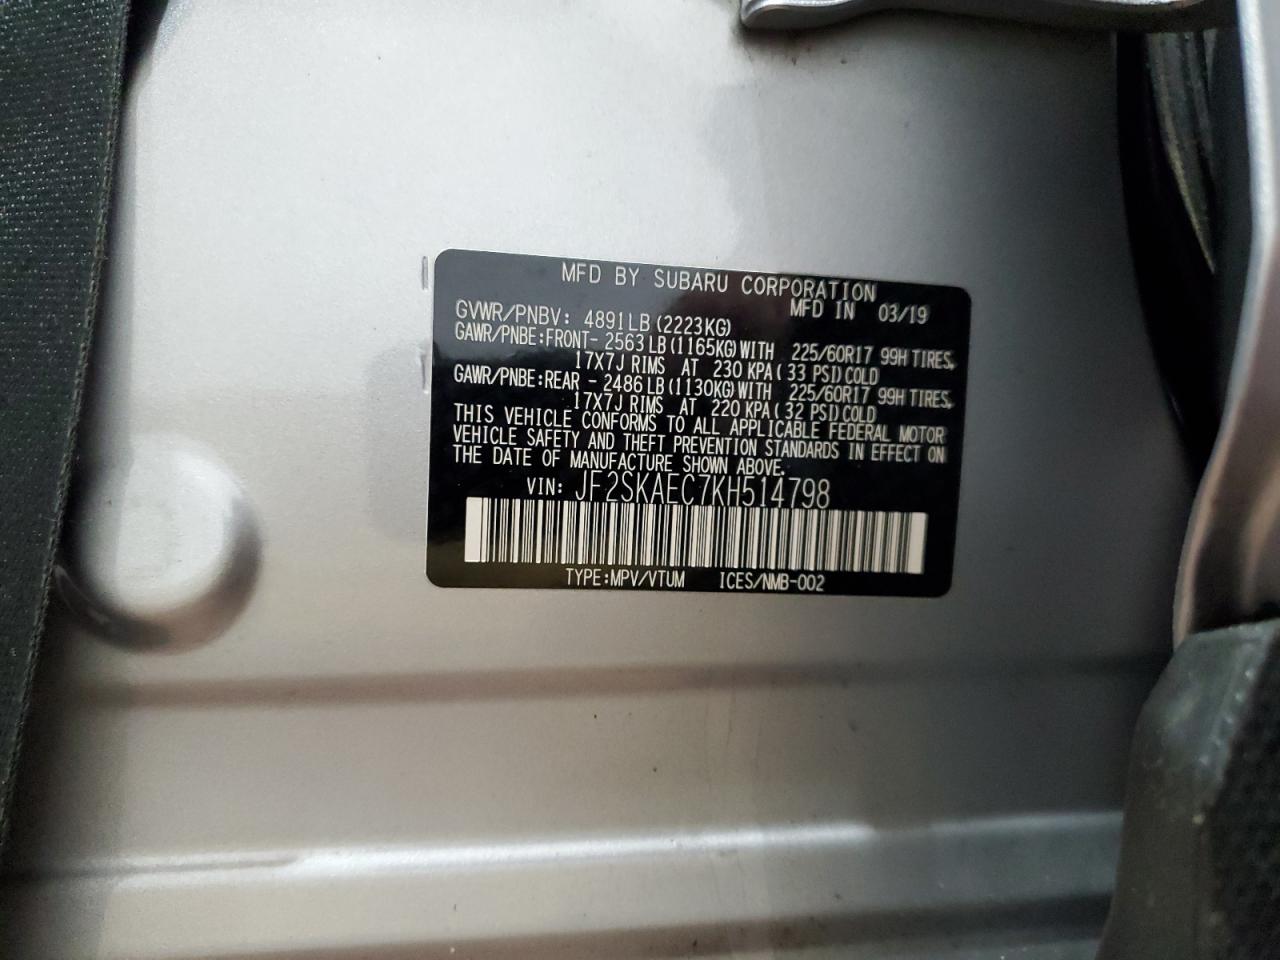 MFD BY SUBARU CORPORATION
MFD IN 03/19
GVWR/PNBV: 4891LB (2223KG)
GAWR/PNBE:FRONT- 2563LB (1165KG) WITH 225/60R17 99H TIRES,
17X7J RIMS AT 230 KPA (33 PSI) COLD
GAWR/PNBE:REAR - 2486LB (1130KG) WITH 225/60R17 99H TIRES,
17X7J RIMS AT 220 KPA (32 PSI) COLD
THIS VEHICLE CONFORMS TO ALL APPLICABLE FEDERAL MOTOR
VEHICLE SAFETY AND THEFT PREVENTION STANDARDS IN EFFECT ON
THE DATE OF MANUFACTURE SHOWN ABOVE.
VIN: JF2SKAEC7KH514798
TYPE:MPV/VTUM ICES/NMB-002